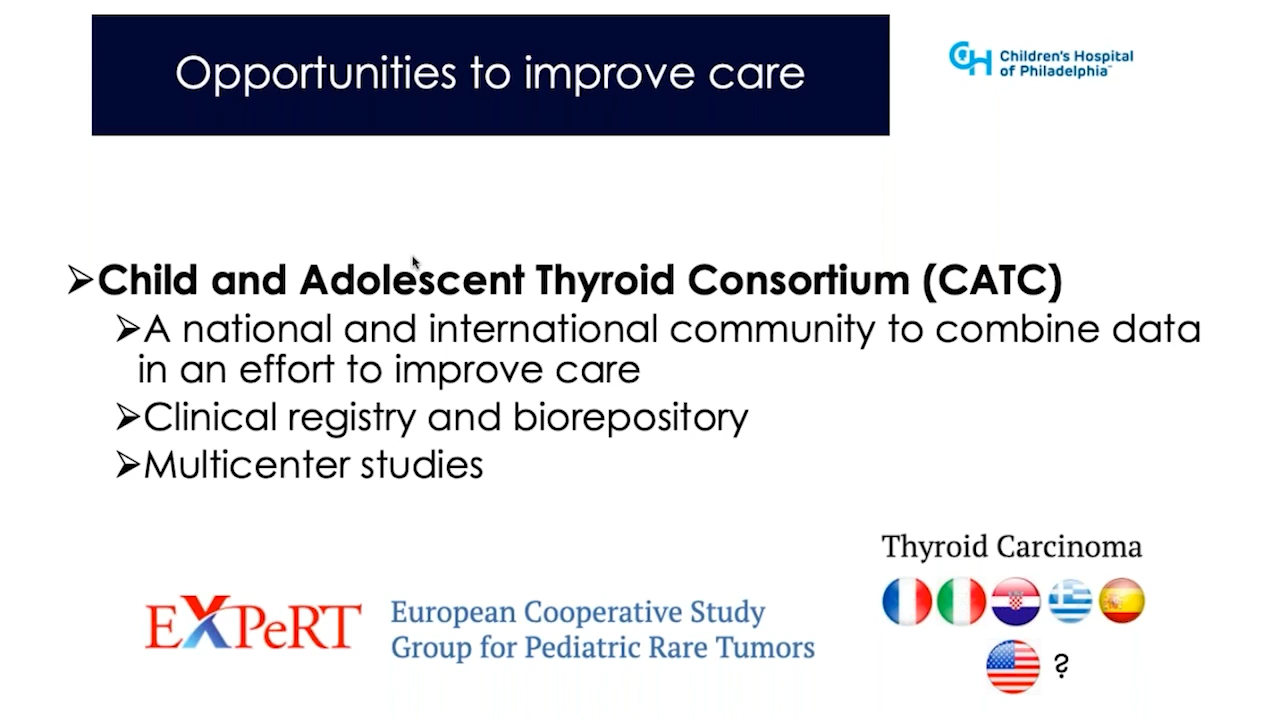 Opportunities to improve care
CH Children's Hospital
of Philadelphia™
➢Child and Adolescent Thyroid Consortium (CATC)
➢A national and international community to combine data
in an effort to improve care
➢Clinical registry and biorepository
➢Multicenter studies
Thyroid Carcinoma
EXPeRT
European Cooperative Study
Group for Pediatric Rare Tumors
?